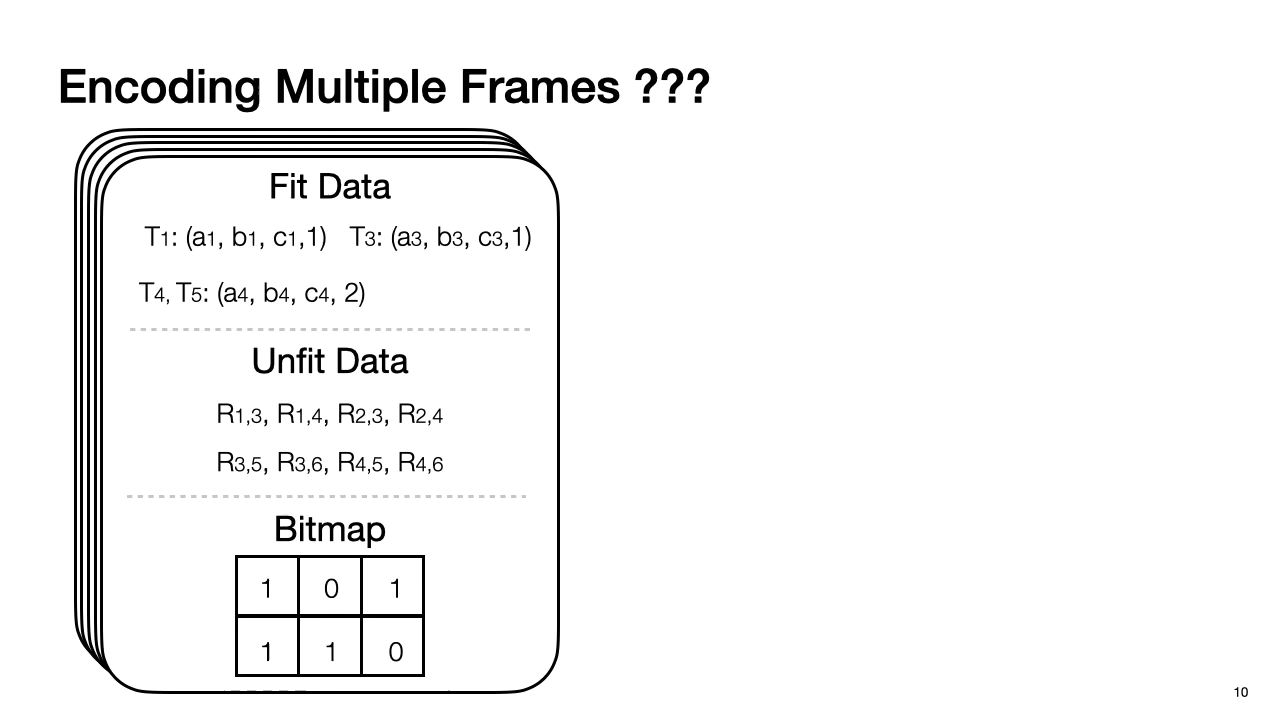 Encoding Multiple Frames ???
Fit Data
T1: (a1, b1, c1,1) T3: (a3, b3, c3,1)
T4, T5: (a4, b4, c4, 2)
Unfit Data
R1,3, R1,4, R2,3, R2,4
R3,5, R3,6, R4,5, R4,6
Bitmap
1 0 1
1 1 0
10